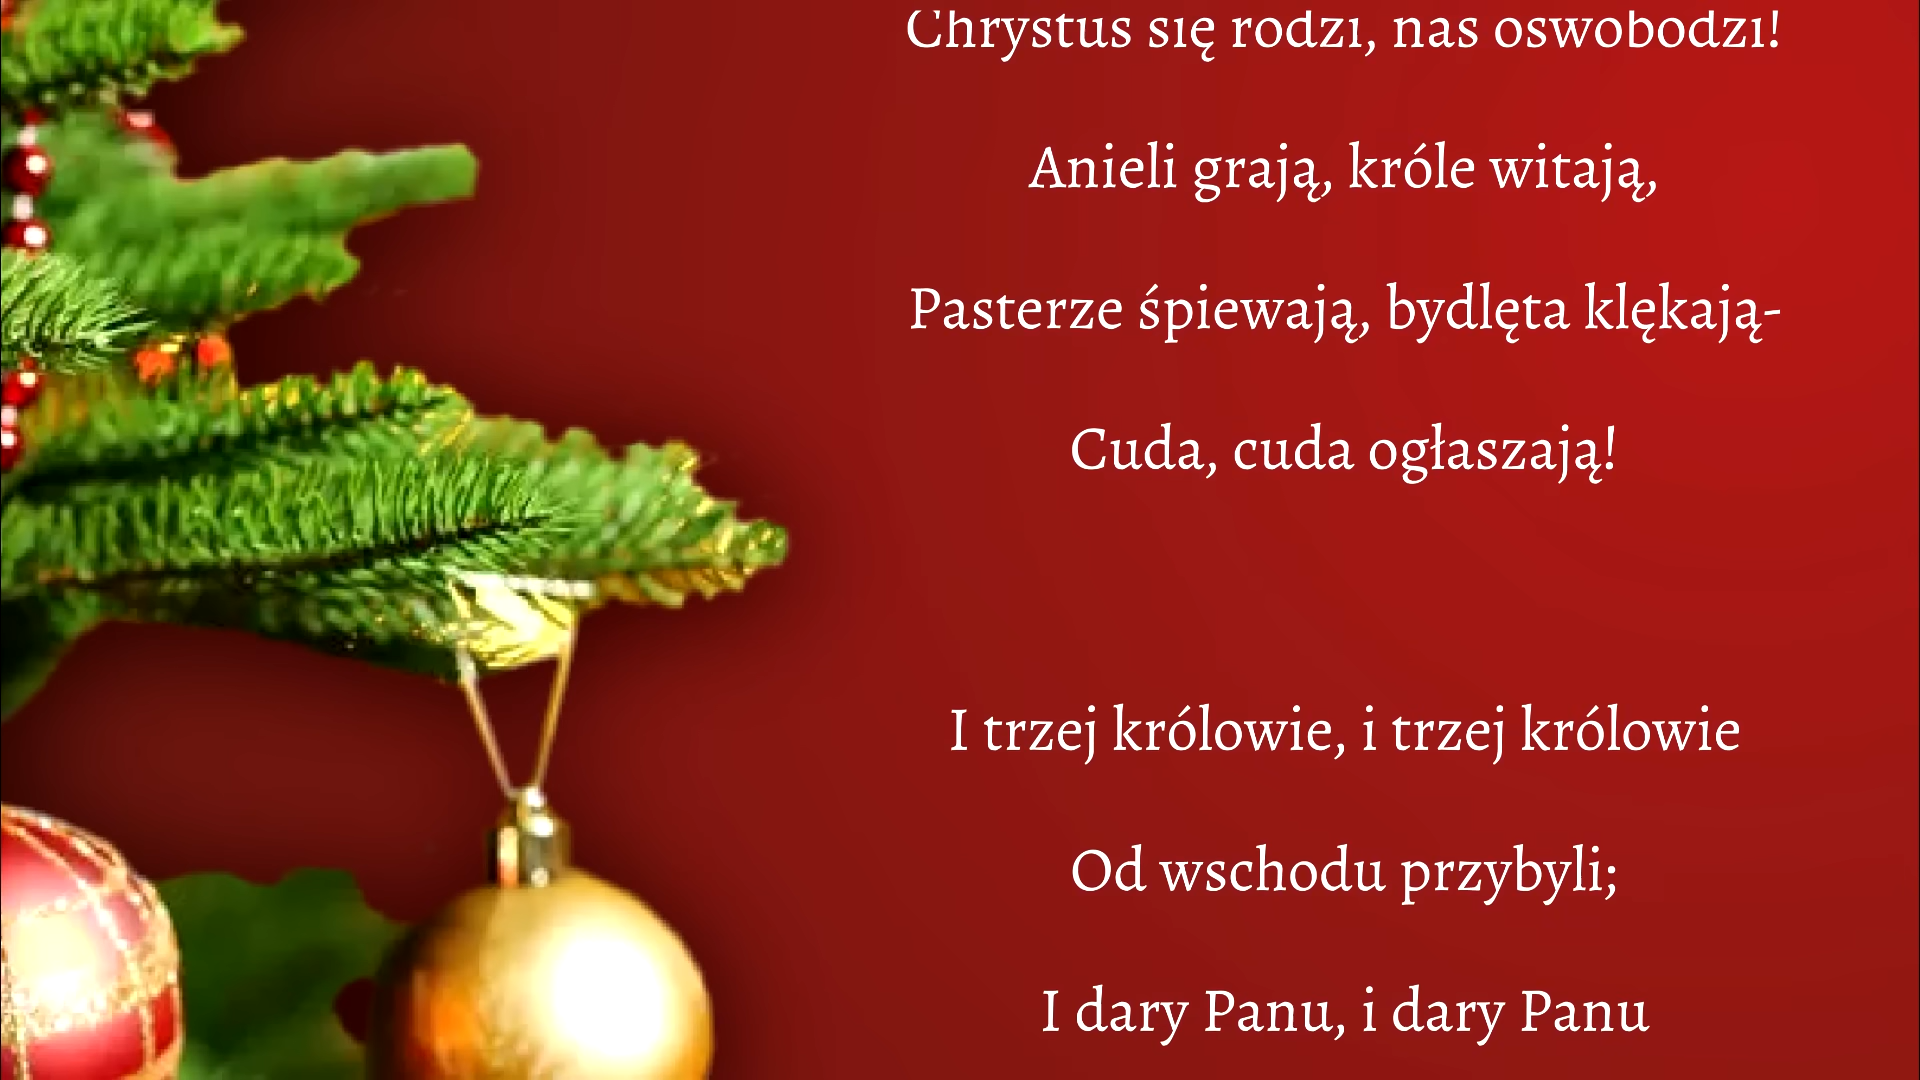 Chrystus się rodzi, nas oswobodzi!
Anieli grają, króle witają,
Pasterze śpiewają, bydlęta klękają-
Cuda, cuda ogłaszają!
I trzej królowie, i trzej królowie
Od wschodu przybyli;
I dary Panu, i dary Panu